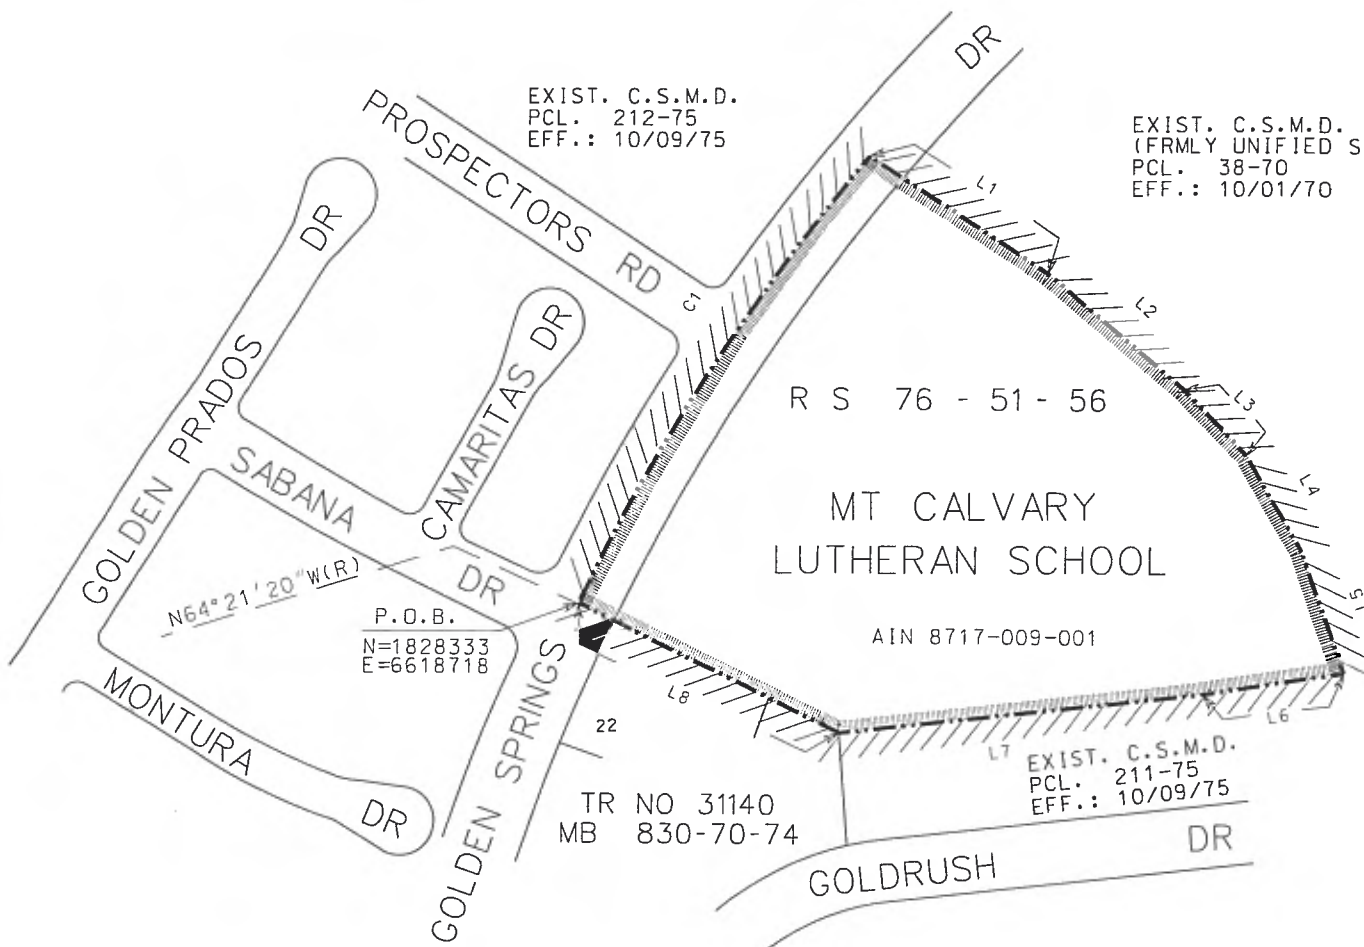 DR
EXIST. C.S.M.D.
PCL. 212-75
EFF.: 10/09/75
EXIST. C.S.M.D.
(FRMLY UNIFIED S
PCL. 38-70
EFF.: 10/01/70
PROSPECTORS RD
DR
L1
C1
L2
DR
GOLDEN PRADOS
CAMARITAS
R S 76 - 51 - 56
L3
SABANA
DR
L4
MT CALVARY
LUTHERAN SCHOOL
N64°21'20"W(R)
L5
P.O.B.
N=1828333
E=6618718
AIN 8717-009-001
MONTURA
DR
GOLDEN SPRINGS
L8
22
L7
L6
EXIST. C.S.M.D.
PCL. 211-75
EFF.: 10/09/75
TR NO 31140
MB 830-70-74
GOLDRUSH DR